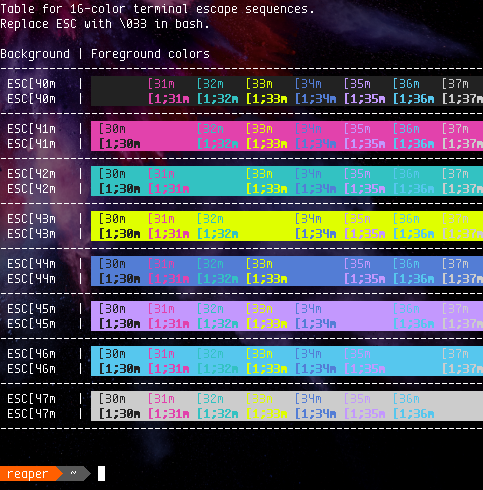 Table for 16-color terminal escape sequences.
Replace ESC with \033 in bash.
Background | Foreground colors
ESC[40m | [31m [32m [33m [34m [35m [36m [37m
ESC[40m | [1;31m [1;32m [1;33m [1;34m [1;35m [1;36m [1;37m
ESC[41m | [30m [32m [33m [34m [35m [36m [37m
ESC[41m | [1;30m [1;32m [1;33m [1;34m [1;35m [1;36m [1;37m
ESC[42m | [30m [31m [33m [34m [35m [36m [37m
ESC[42m | [1;30m [1;31m [1;33m [1;34m [1;35m [1;36m [1;37m
ESC[43m | [30m [31m [32m [34m [35m [36m [37m
ESC[43m | [1;30m [1;31m [1;32m [1;34m [1;35m [1;36m [1;37m
ESC[44m | [30m [32m [33m [35m [36m [37m
ESC[44m | [1;30m [1;31m [1;32m [1;33m [1;35m [1;36m [1;37m
ESC[45m | [30m [31m [32m [33m [34m [36m [37m
ESC[45m | [1;30m [1;31m [1;32m [1;33m [1;34m [1;36m [1;37m
ESC[46m | [30m [31m [32m [33m [34m [37m
ESC[46m | [1;30m [1;31m [1;32m [1;33m [1;34m [1;35m [1;37m
ESC[47m | [30m [31m [32m [33m [34m [35m [36m
ESC[47m | [1;30m [1;31m [1;32m [1;33m [1;34m [1;35m [1;36m
reaper ~